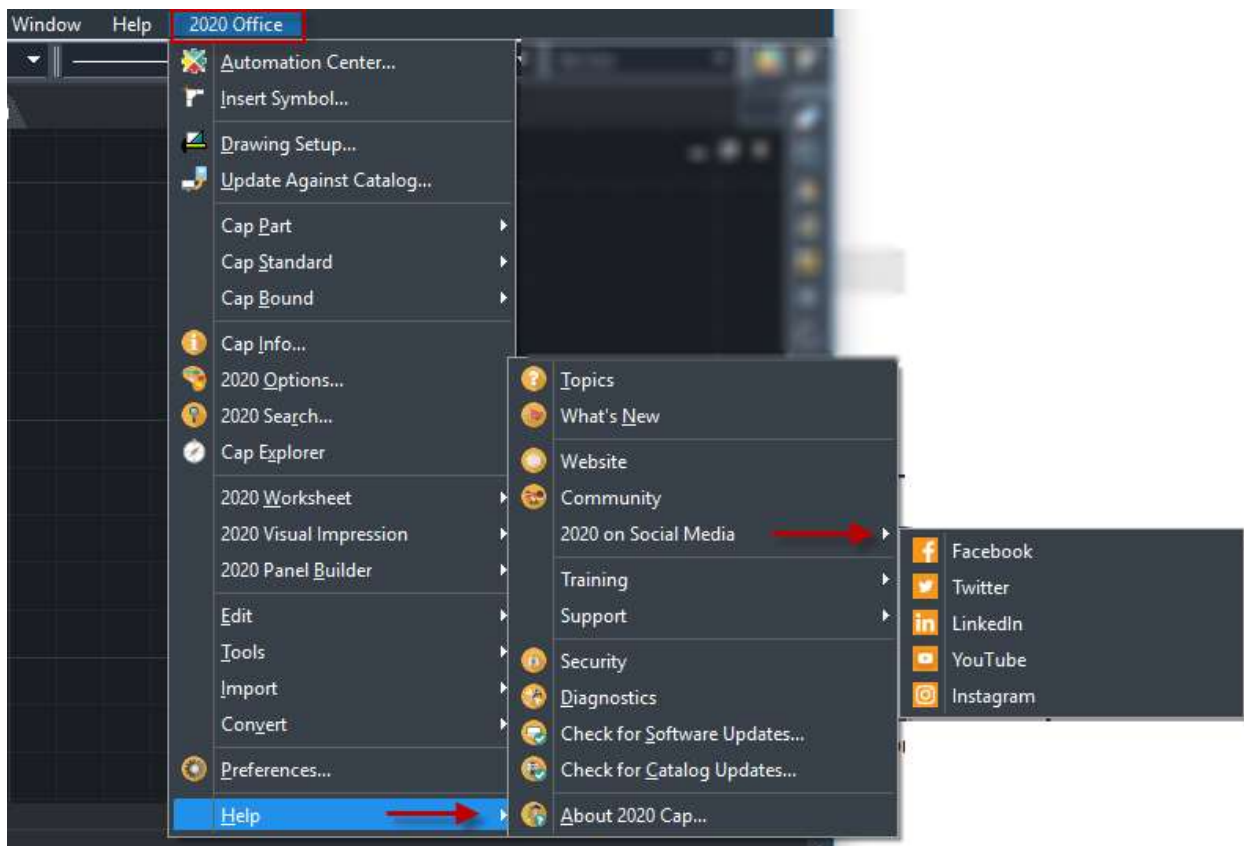 Window Help 2020 Office
Automation Center...
Insert Symbol...
Drawing Setup...
Update Against Catalog...
Cap Part
Cap Standard
Cap Bound
Cap Info...
2020 Options...
2020 Search...
Cap Explorer
2020 Worksheet
2020 Visual Impression
2020 Panel Builder
Edit
Tools
Import
Convert
Preferences...
Help
Topics
What's New
Website
Community
2020 on Social Media
Training
Support
Security
Diagnostics
Check for Software Updates...
Check for Catalog Updates...
About 2020 Cap...
Facebook
Twitter
LinkedIn
YouTube
Instagram